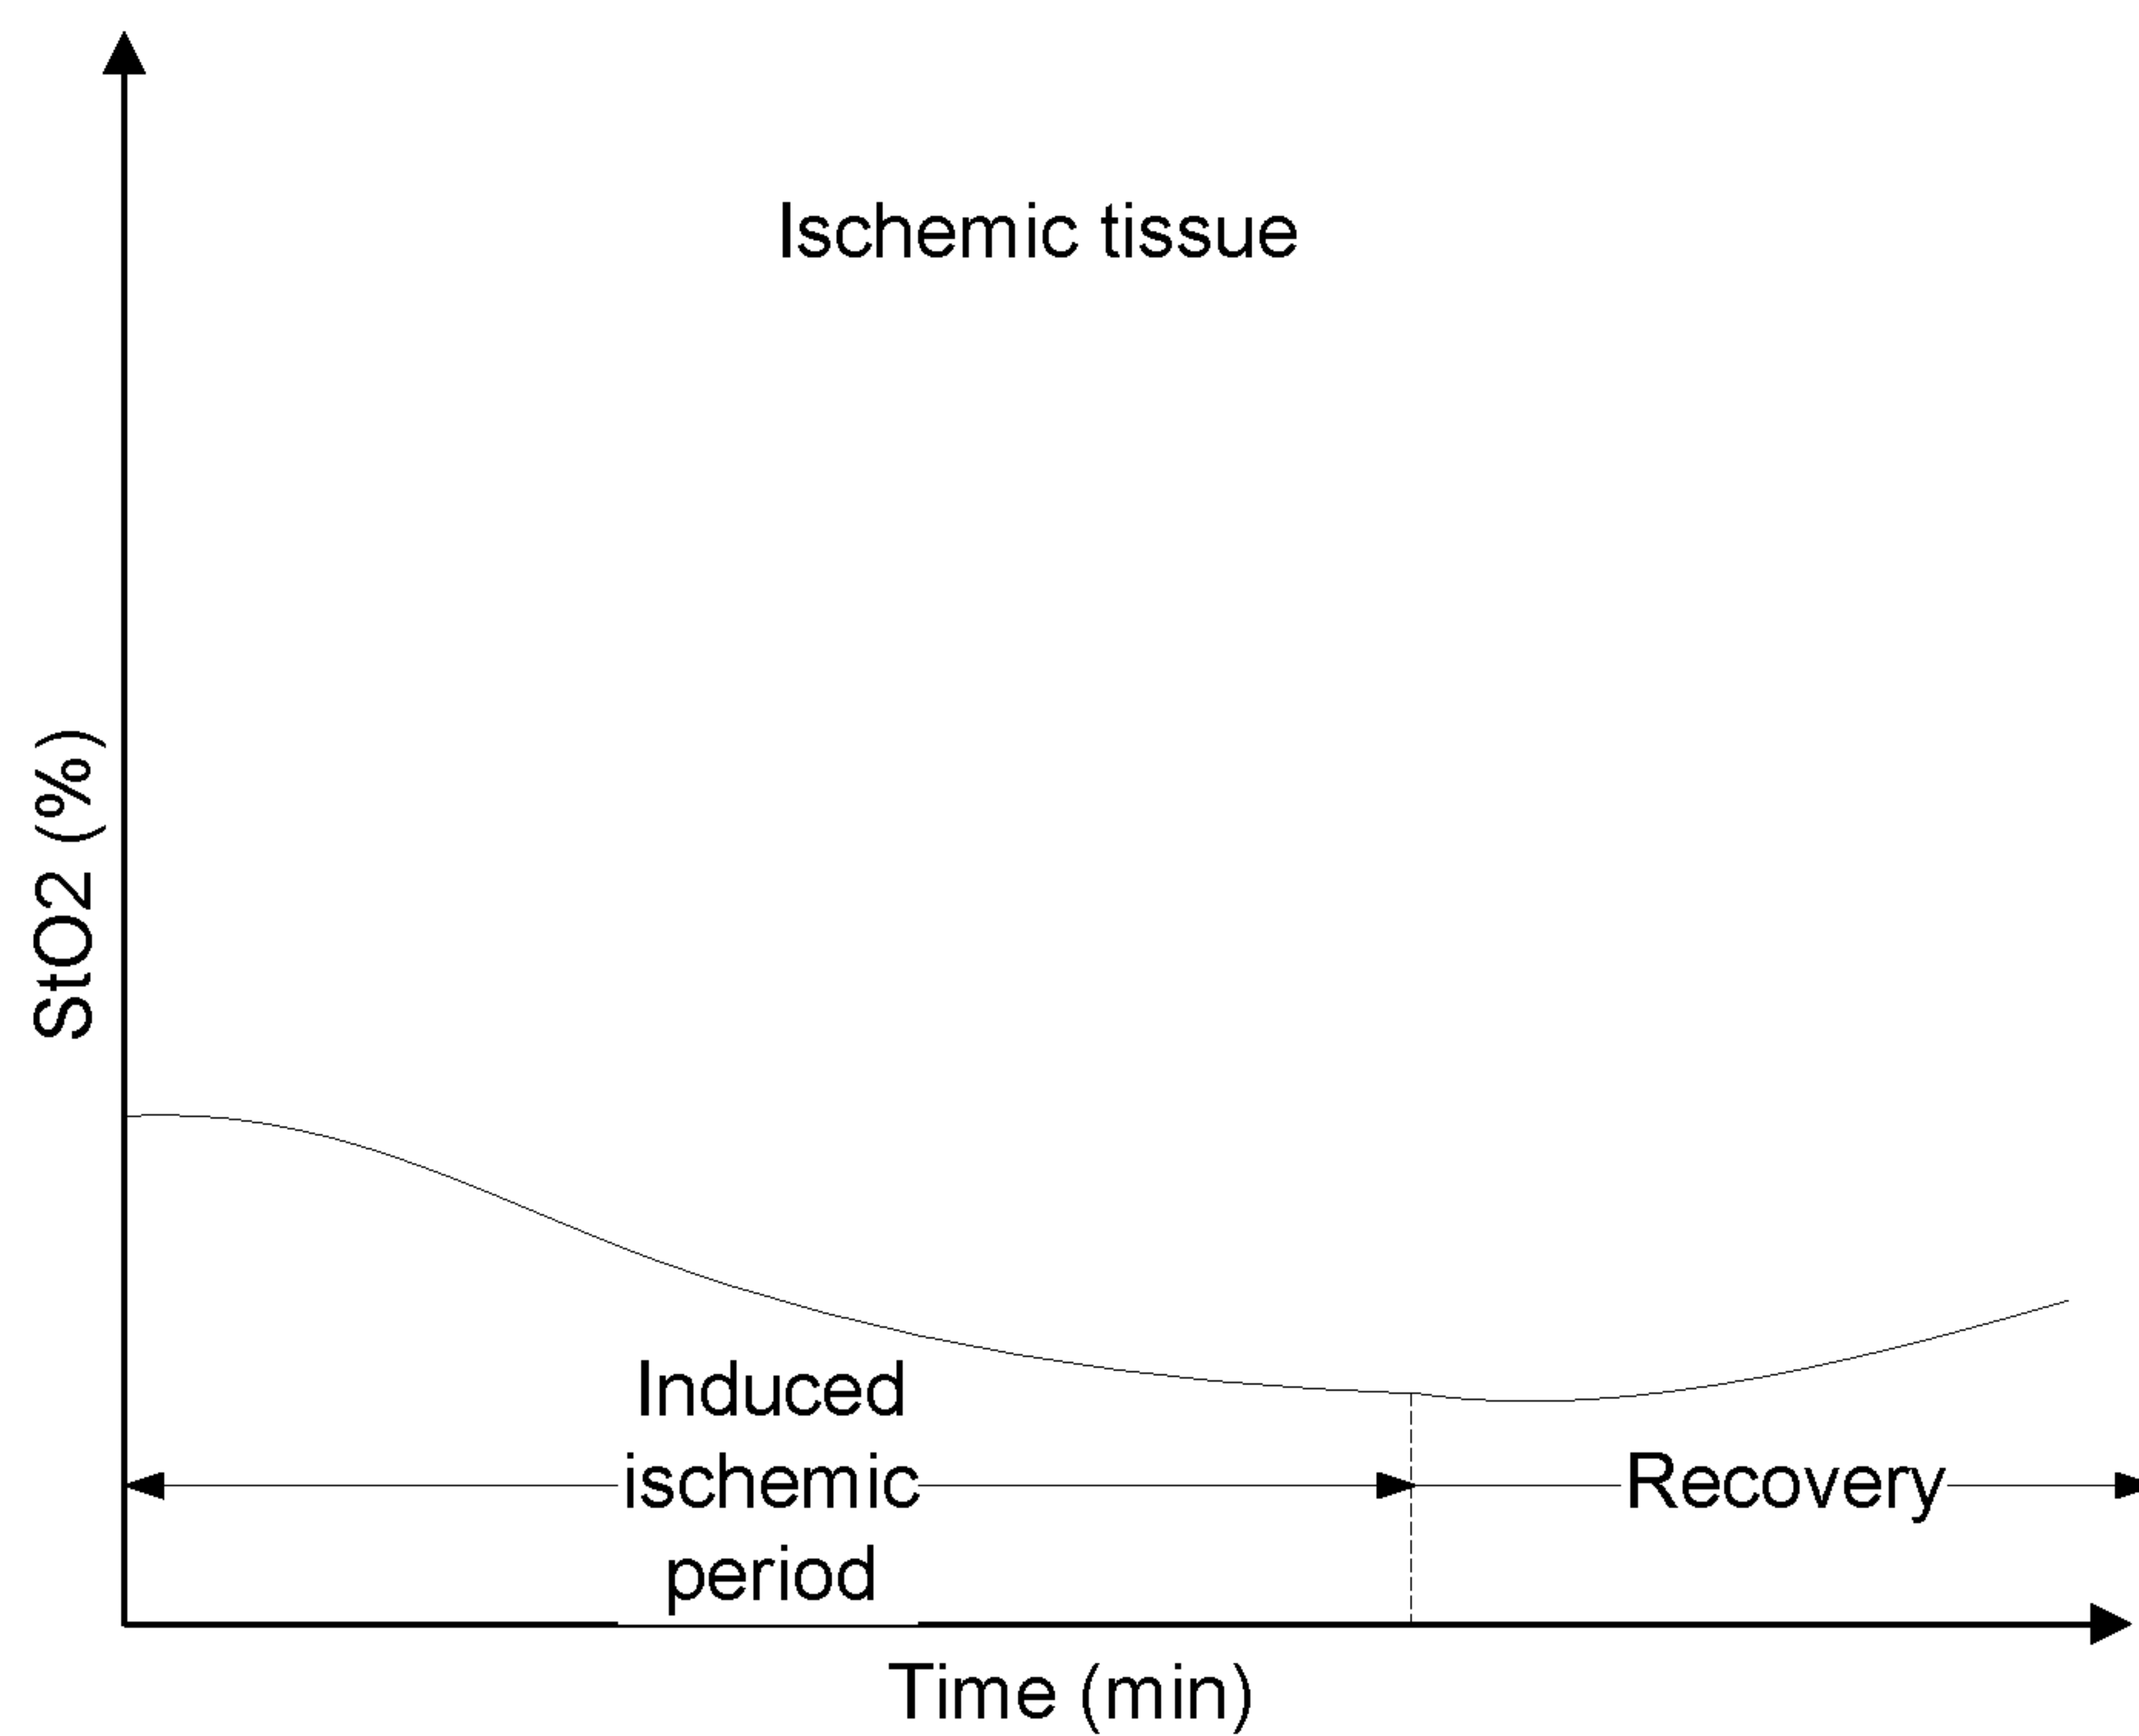 Ischemic tissue
StO2 (%)
Induced
ischemic
period
Recovery
Time (min)